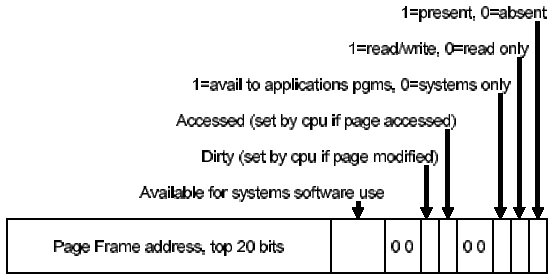 1=present, 0=absent
1=read/write, 0=read only
1=avail to applications pgms, 0=systems only
Accessed (set by cpu if page accessed)
Dirty (set by cpu if page modified)
Available for systems software use
Page Frame address, top 20 bits 0 0 0 0